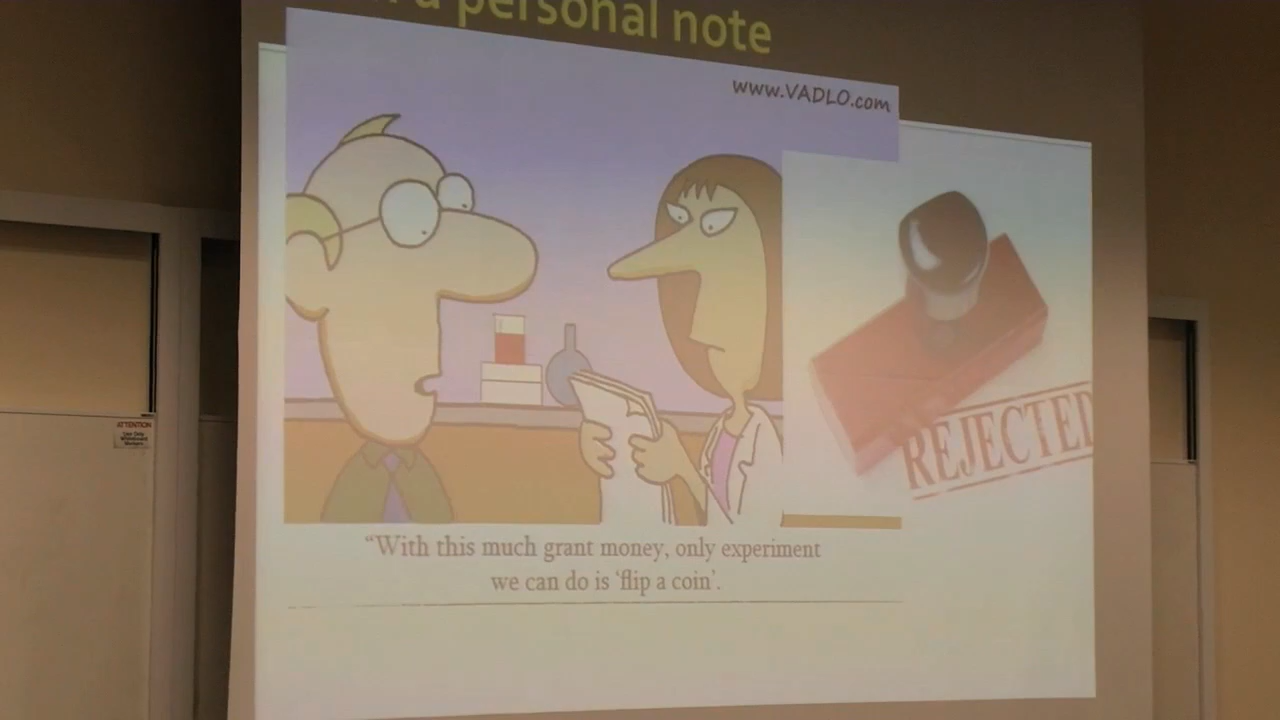 a personal note
www.VADLO.com
REJECTED
"With this much grant money, only experiment
we can do is 'flip a coin'.
ATTENTION